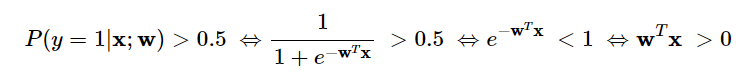 P(y = 1|x; w) > 0.5 ⇔ 1 / (1 + e^{-w^T x}) > 0.5 ⇔ e^{-w^T x} < 1 ⇔ w^T x > 0